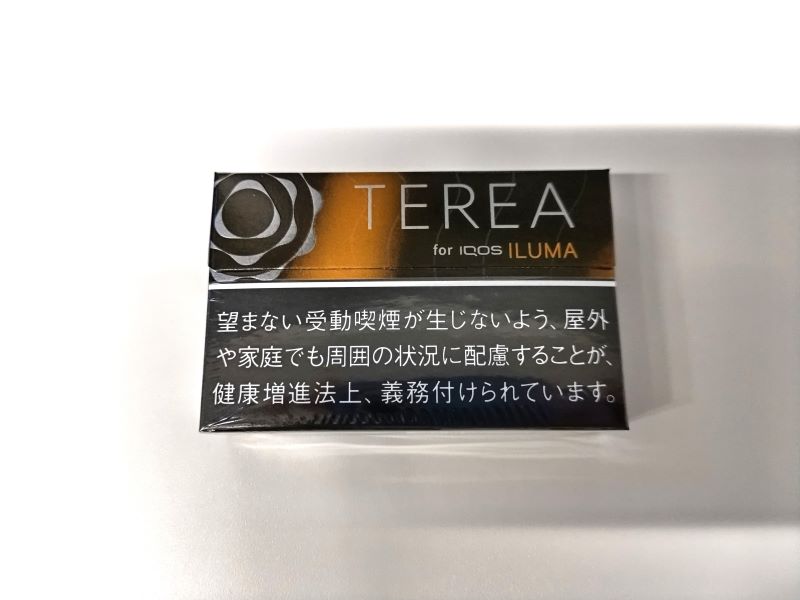 TEREA
for IQOS ILUMA
望まない受動喫煙が生じないよう、屋外
や家庭でも周囲の状況に配慮することが、
健康増進法上、義務付けられています。